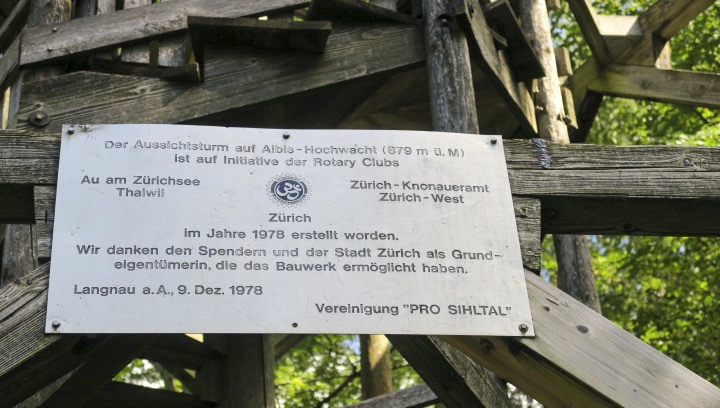 Der Aussichtsturm auf Albis-Hochwacht (879 m ü. M)
ist auf Initiative der Rotary Clubs
Au am Zürichsee
Thalwil
Zürich-Knonaueramt
Zürich-West
ॐ
Zürich
im Jahre 1978 erstellt worden.
Wir danken den Spendern und der Stadt Zürich als Grund-
eigentümerin, die das Bauwerk ermöglicht haben.
Langnau a.A., 9. Dez. 1978
Vereinigung "PRO SIHLTAL"